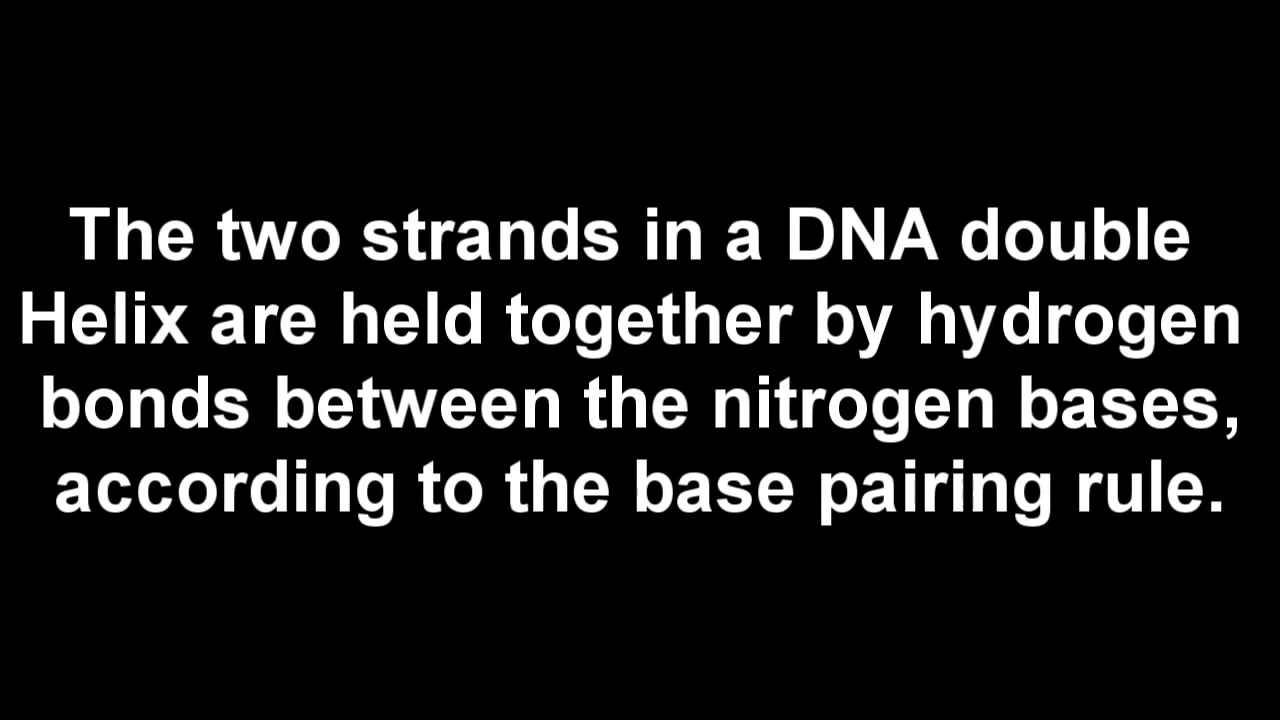 The two strands in a DNA double
Helix are held together by hydrogen
bonds between the nitrogen bases,
according to the base pairing rule.